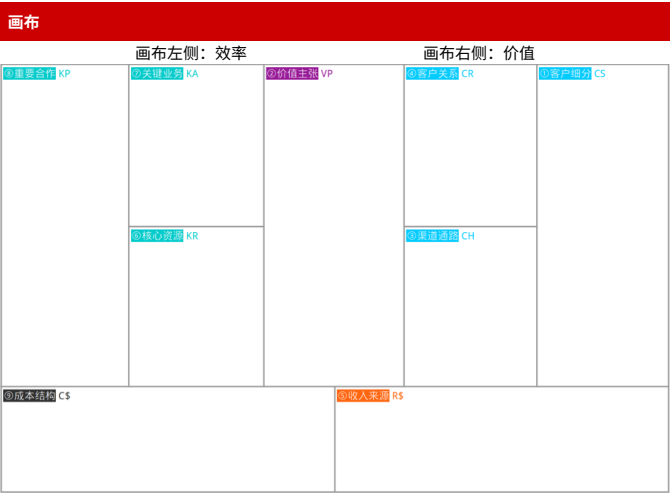 画布
画布左侧：效率
画布右侧：价值
⑧重要合作 KP
⑦关键业务 KA
②价值主张 VP
④客户关系 CR
①客户细分 CS
⑥核心资源 KR
③渠道通路 CH
⑨成本结构 C$
⑤收入来源 R$